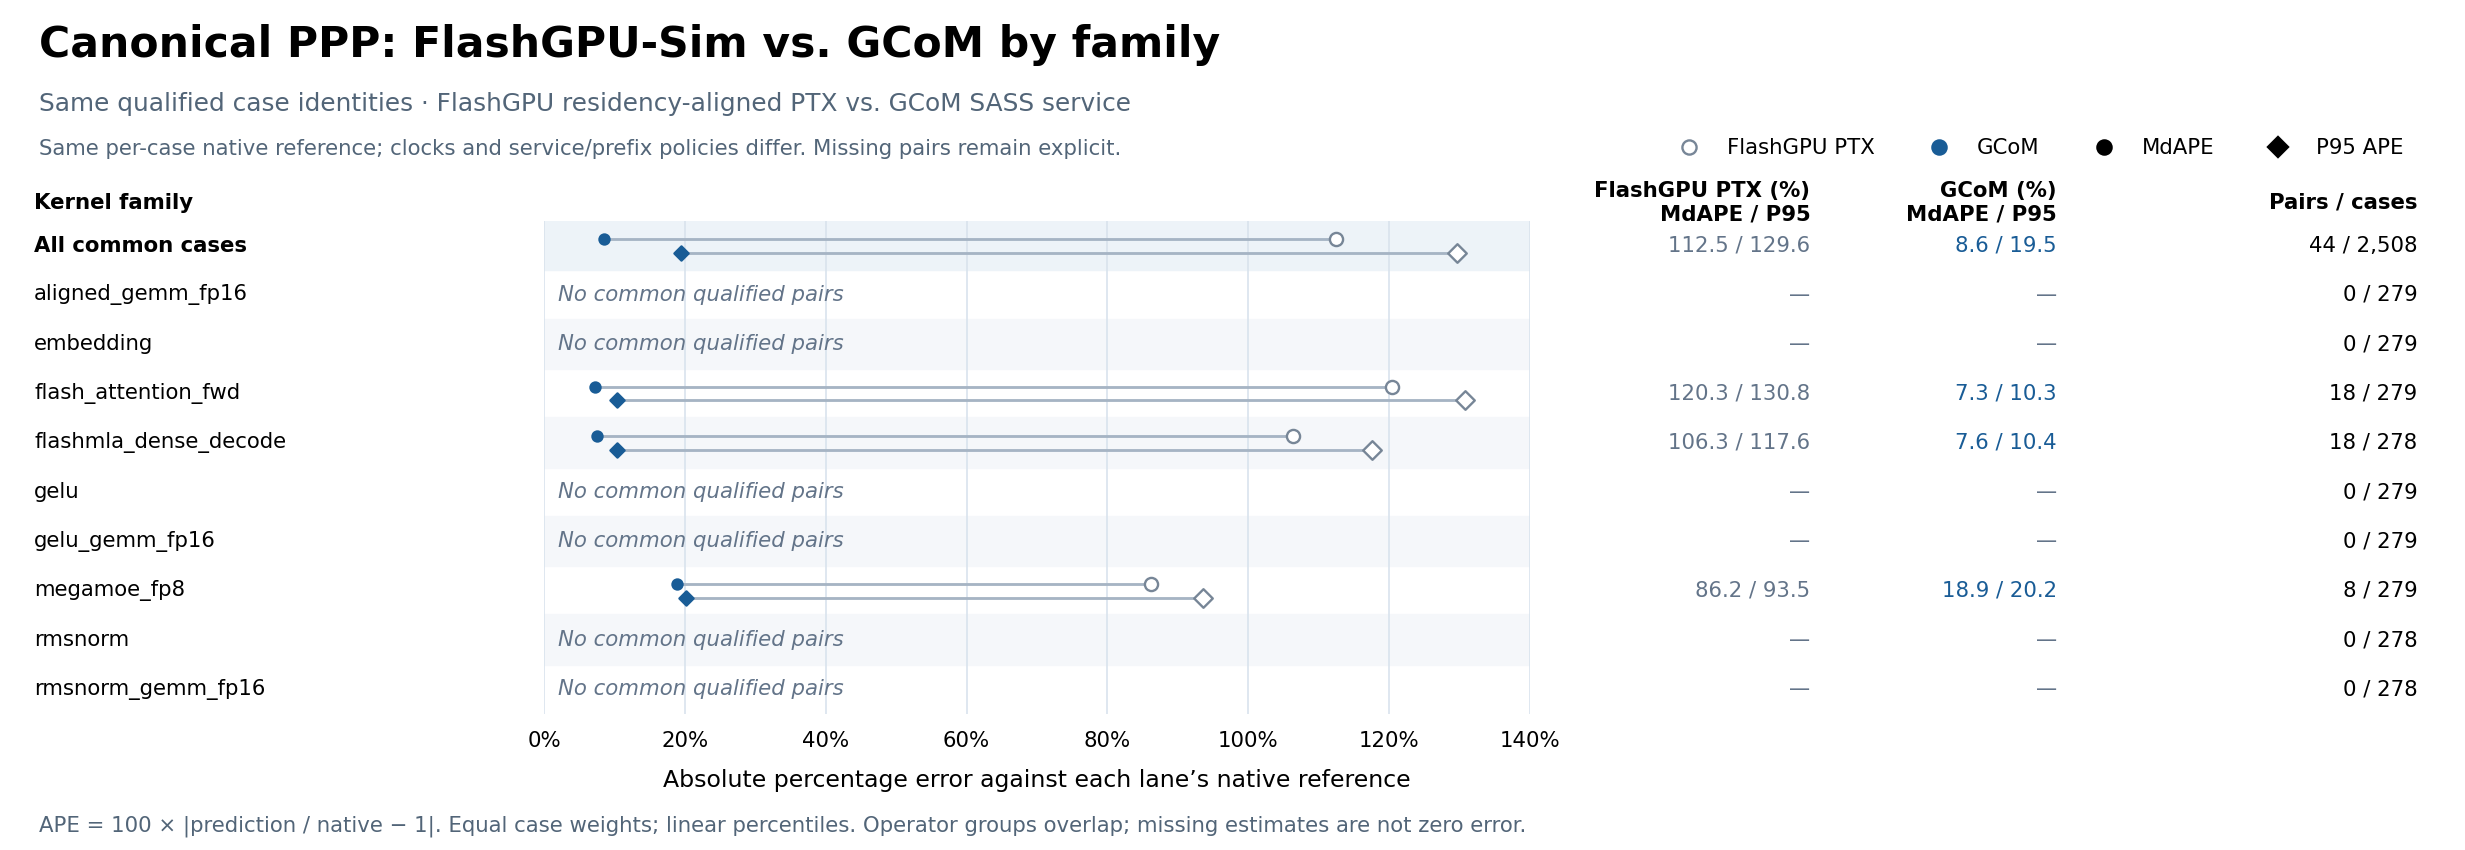 Canonical PPP: FlashGPU-Sim vs. GCoM by family
Same qualified case identities · FlashGPU residency-aligned PTX vs. GCoM SASS service
Same per-case native reference; clocks and service/prefix policies differ. Missing pairs remain explicit.
FlashGPU PTX GCoM MdAPE P95 APE
Kernel family FlashGPU PTX (%) MdAPE / P95 GCoM (%) MdAPE / P95 Pairs / cases
All common cases 112.5 / 129.6 8.6 / 19.5 44 / 2,508
aligned_gemm_fp16 No common qualified pairs — — 0 / 279
embedding No common qualified pairs — — 0 / 279
flash_attention_fwd 120.3 / 130.8 7.3 / 10.3 18 / 279
flashmla_dense_decode 106.3 / 117.6 7.6 / 10.4 18 / 278
gelu No common qualified pairs — — 0 / 279
gelu_gemm_fp16 No common qualified pairs — — 0 / 279
megamoe_fp8 86.2 / 93.5 18.9 / 20.2 8 / 279
rmsnorm No common qualified pairs — — 0 / 278
rmsnorm_gemm_fp16 No common qualified pairs — — 0 / 278
0% 20% 40% 60% 80% 100% 120% 140%
Absolute percentage error against each lane’s native reference
APE = 100 × |prediction / native − 1|. Equal case weights; linear percentiles. Operator groups overlap; missing estimates are not zero error.